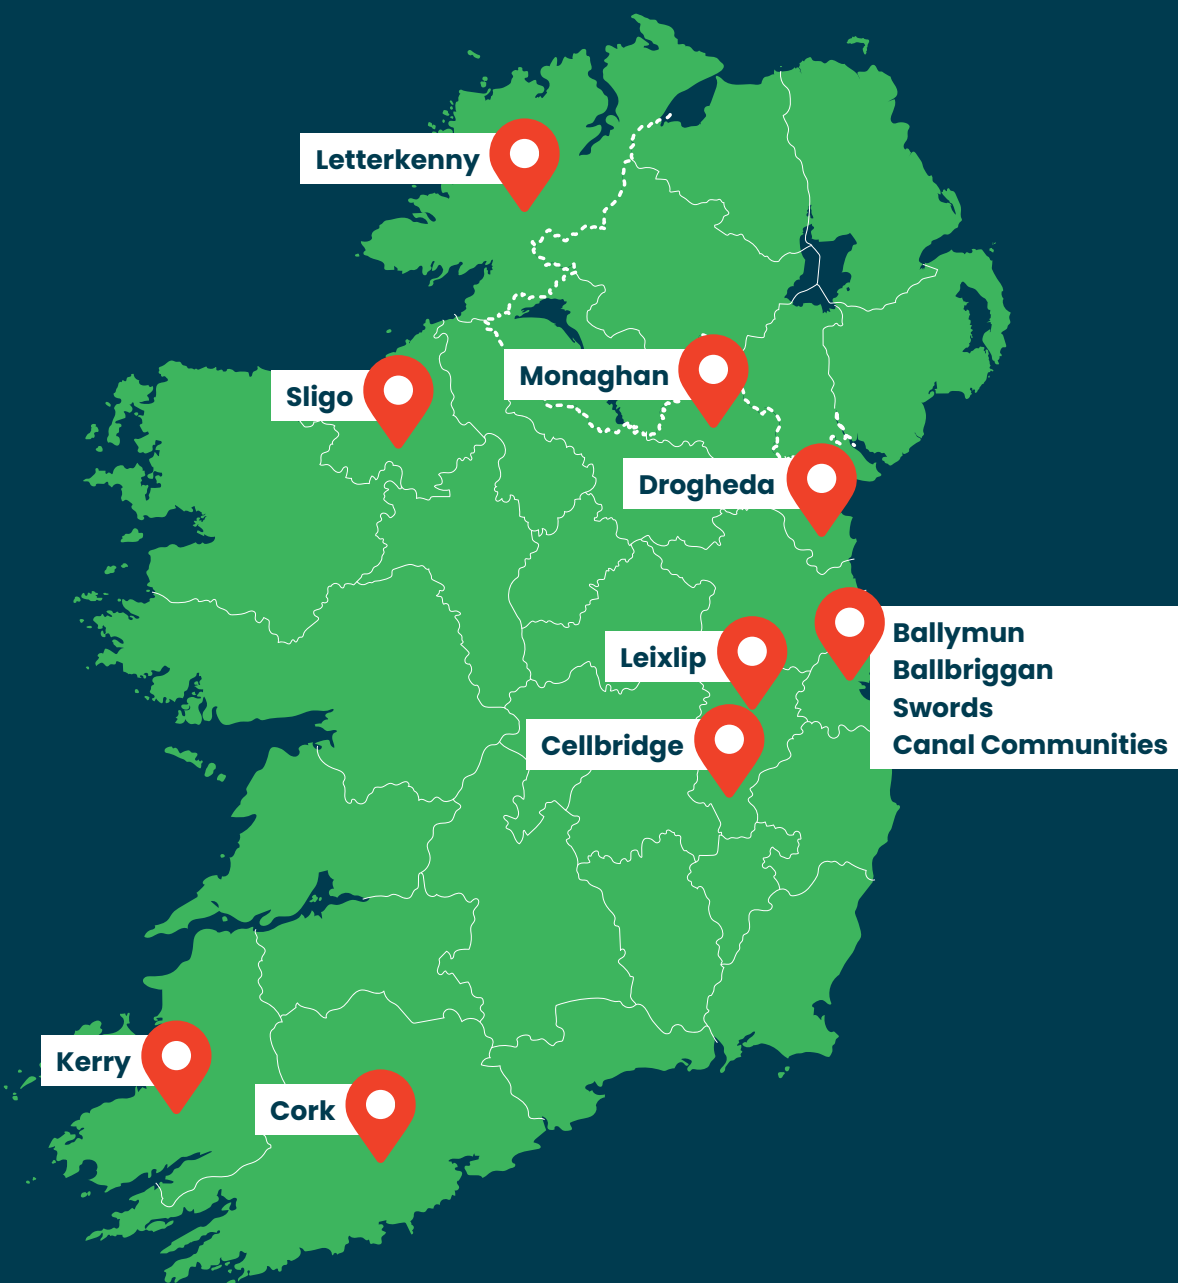 Letterkenny
Monaghan
Sligo
Drogheda
Ballymun
Ballbriggan
Swords
Canal Communities
Leixlip
Cellbridge
Kerry
Cork